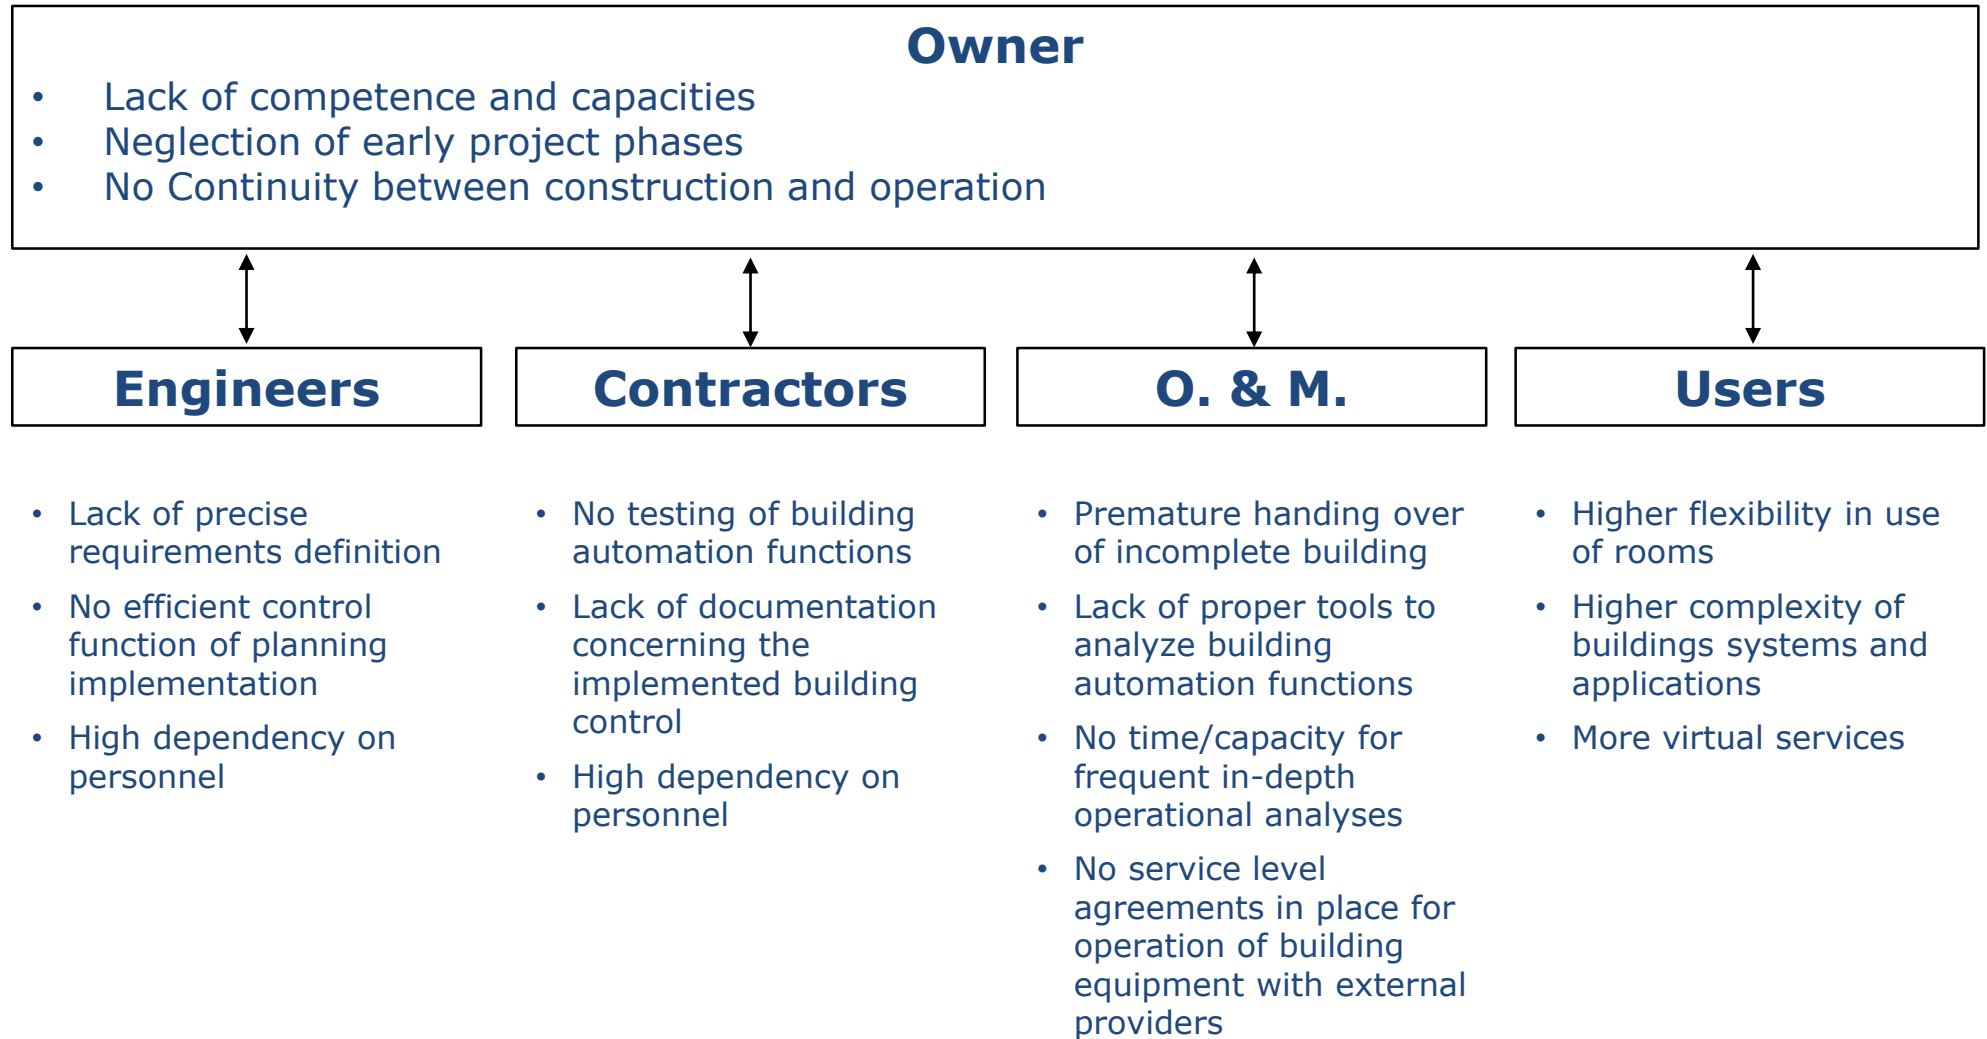 Owner
• Lack of competence and capacities
• Neglection of early project phases
• No Continuity between construction and operation
Engineers
• Lack of precise
requirements definition
• No efficient control
function of planning
implementation
• High dependency on
personnel
Contractors
• No testing of building
automation functions
• Lack of documentation
concerning the
implemented building
control
• High dependency on
personnel
O. & M.
• Premature handing over
of incomplete building
• Lack of proper tools to
analyze building
automation functions
• No time/capacity for
frequent in-depth
operational analyses
• No service level
agreements in place for
operation of building
equipment with external
providers
Users
• Higher flexibility in use
of rooms
• Higher complexity of
buildings systems and
applications
• More virtual services